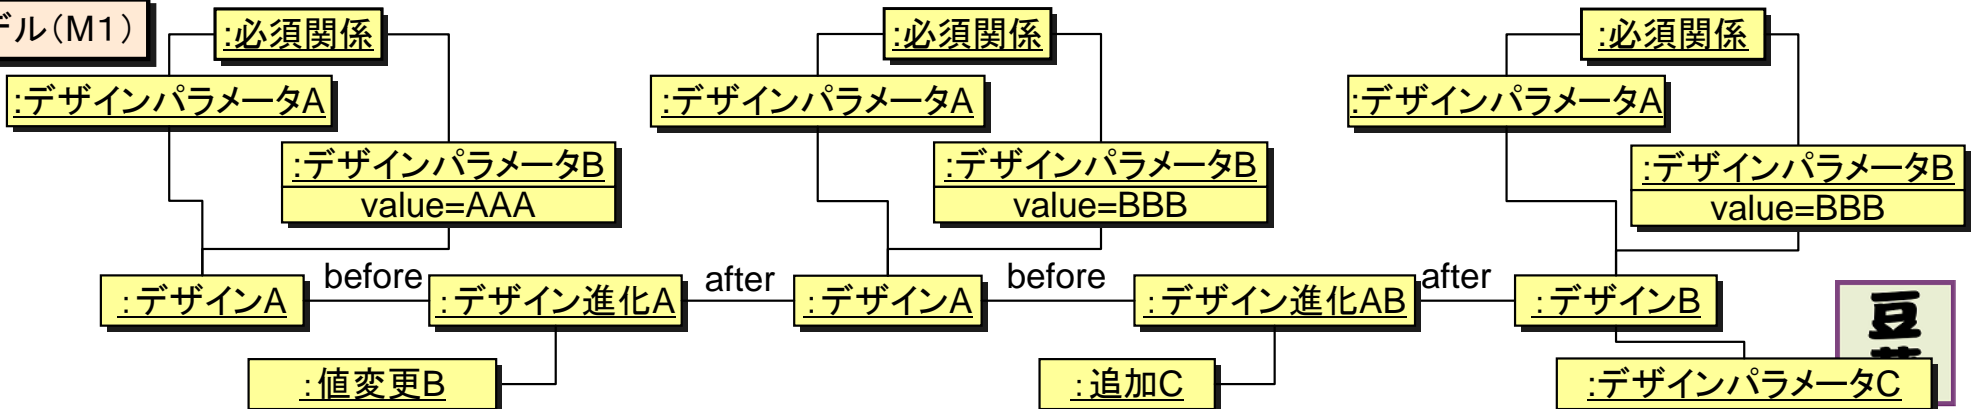 デル(M1)
:必須関係
:必須関係
:必須関係
:デザインパラメータA
:デザインパラメータA
:デザインパラメータA
:デザインパラメータB
value=AAA
:デザインパラメータB
value=BBB
:デザインパラメータB
value=BBB
:デザインA
before
:デザイン進化A
after
:デザインA
before
:デザイン進化AB
after
:デザインB
豆
:値変更B
:追加C
:デザインパラメータC